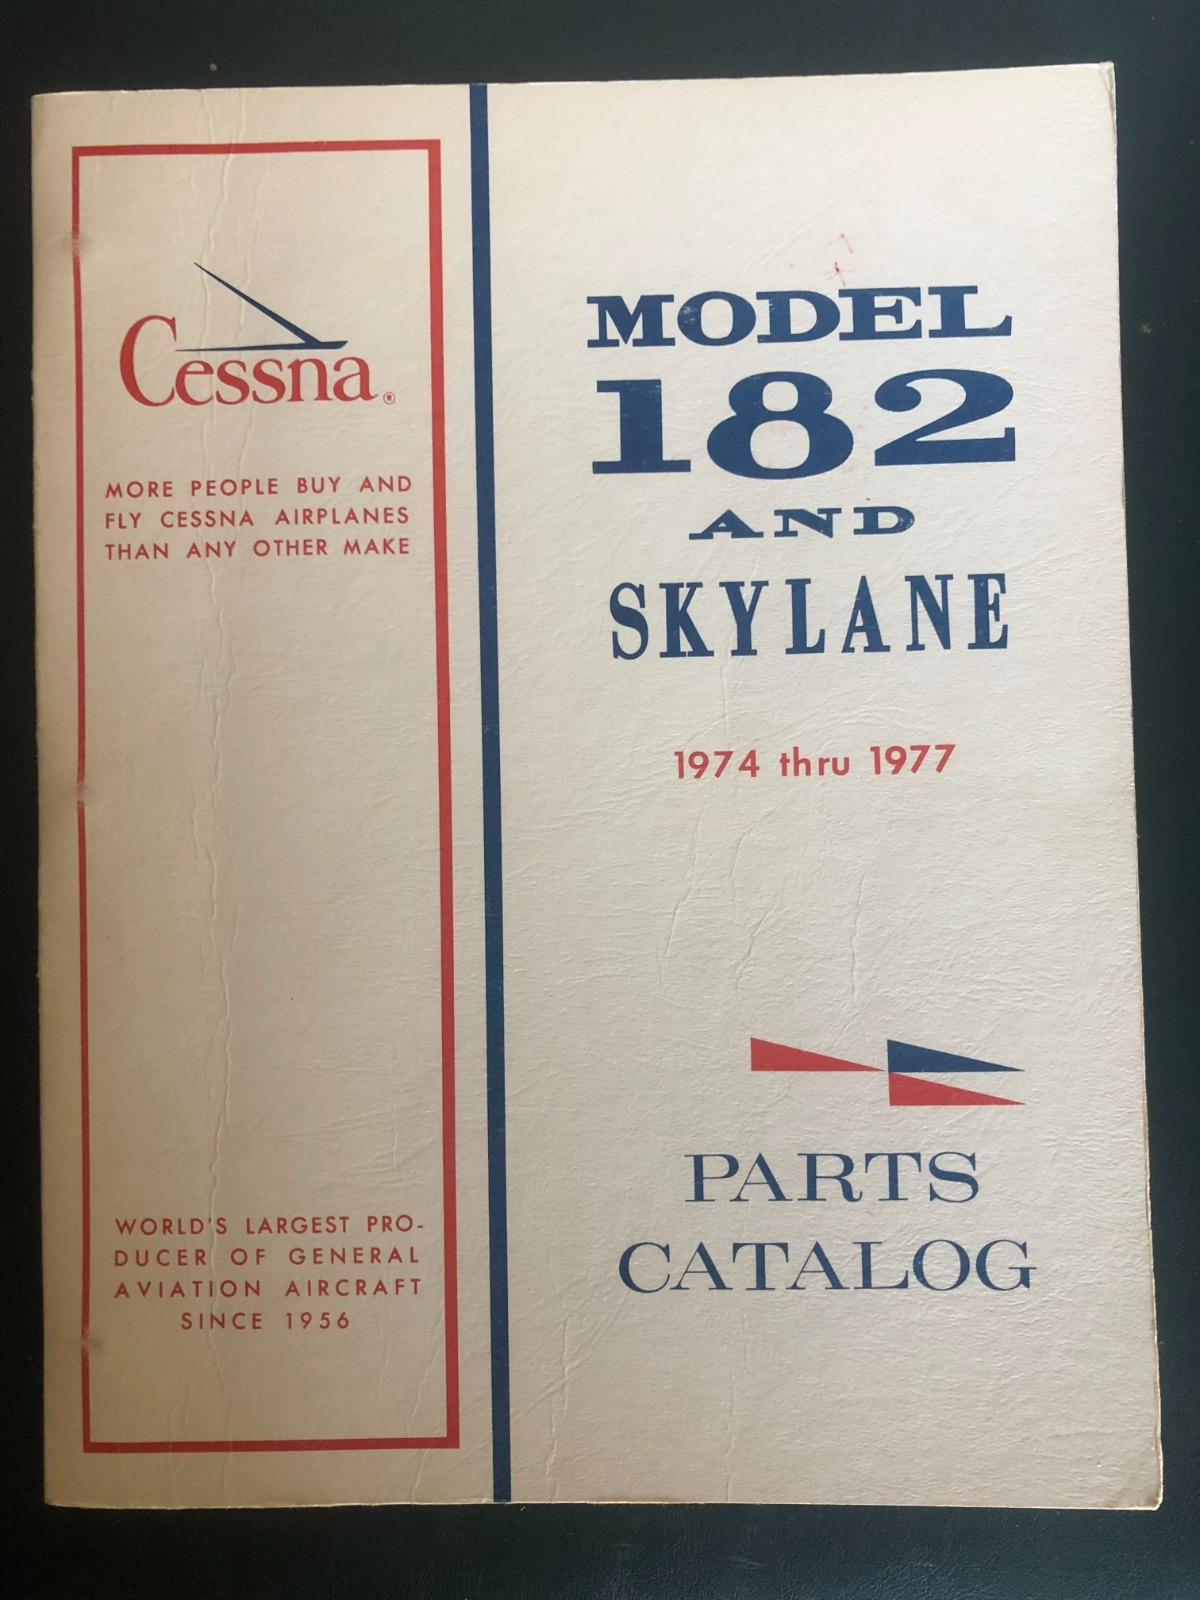 Cessna®
MORE PEOPLE BUY AND
FLY CESSNA AIRPLANES
THAN ANY OTHER MAKE
WORLD'S LARGEST PRO-
DUCER OF GENERAL
AVIATION AIRCRAFT
SINCE 1956
MODEL
182
AND
SKYLANE
1974 thru 1977
PARTS
CATALOG